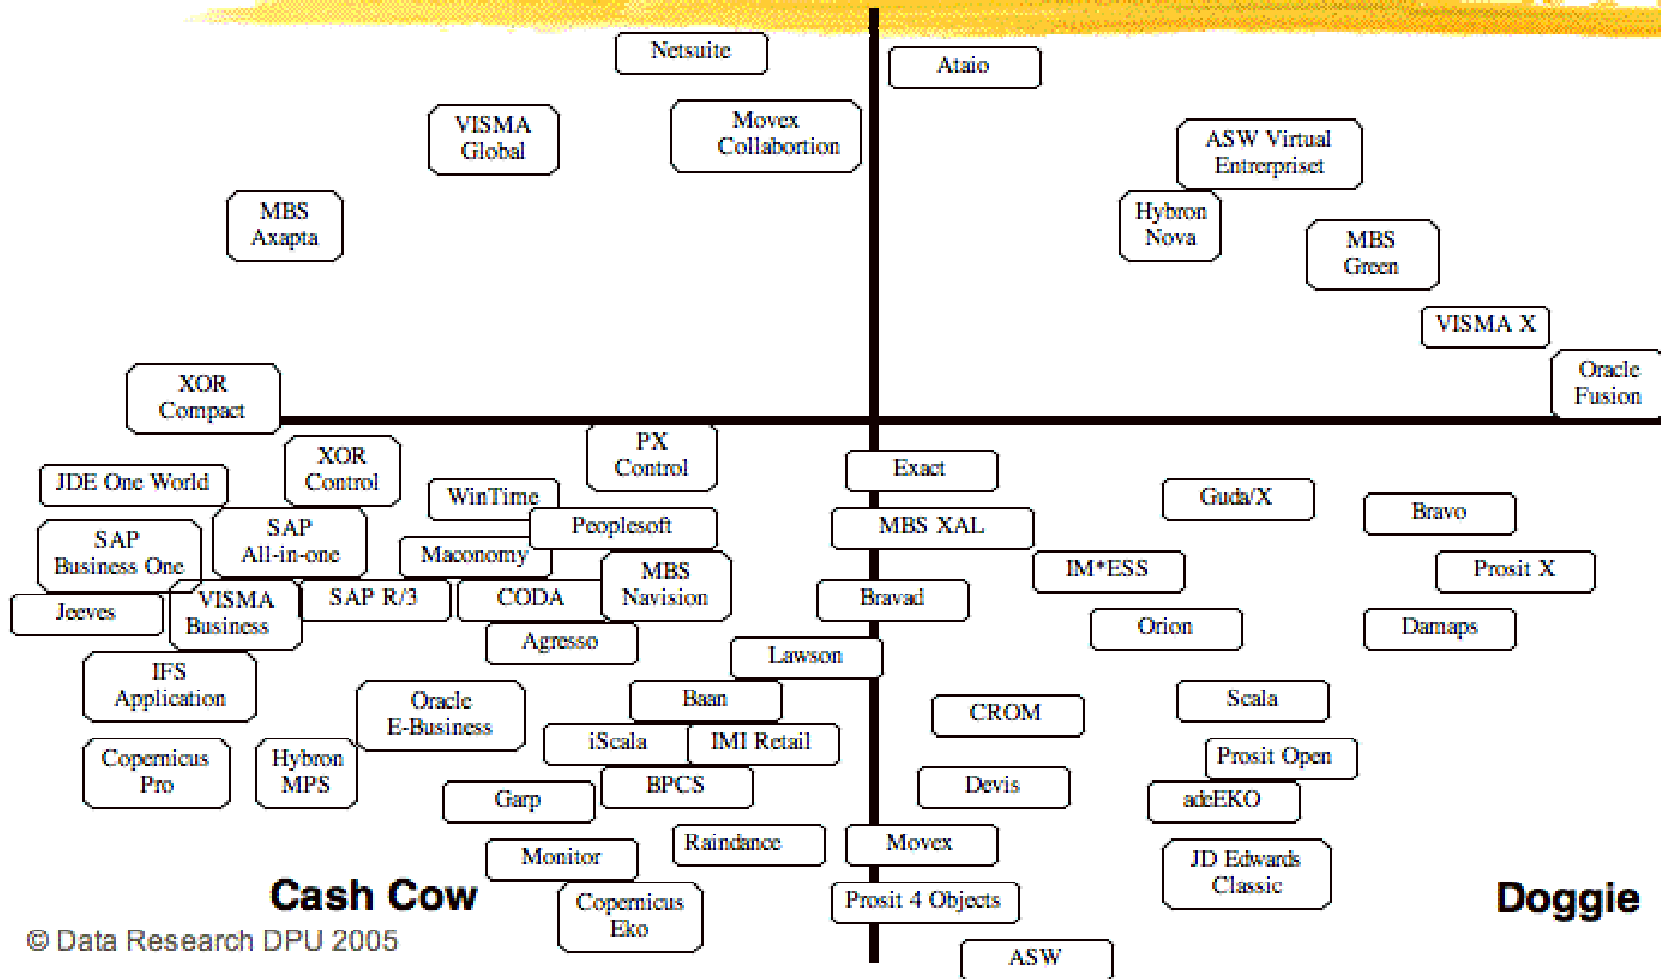 Netsuite
Ataio
VISMA
Global
Movex
Collabortion
ASW Virtual
Entrerpriset
MBS
Axapta
Hybron
Nova
MBS
Green
VISMA X
XOR
Compact
Oracle
Fusion
PX
Control
XOR
Control
JDE One World
WinTime
Exact
Guda/X
Bravo
SAP
Business One
SAP
All-in-one
Peoplesoft
MBS XAL
Maconomy
MBS
Navision
IM*ESS
Prosit X
Jeeves
VISMA
Business
SAP R/3
CODA
Bravad
Agresso
Orion
Damaps
Lawson
IFS
Application
Oracle
E-Business
Baan
CROM
Scala
iScala
IMI Retail
Prosit Open
Copernicus
Pro
Hybron
MPS
Garp
BPCS
Devis
adeEKO
Monitor
Raindance
Movex
JD Edwards
Classic
Cash Cow
Copernicus
Eko
Prosit 4 Objects
Doggie
© Data Research DPU 2005
ASW